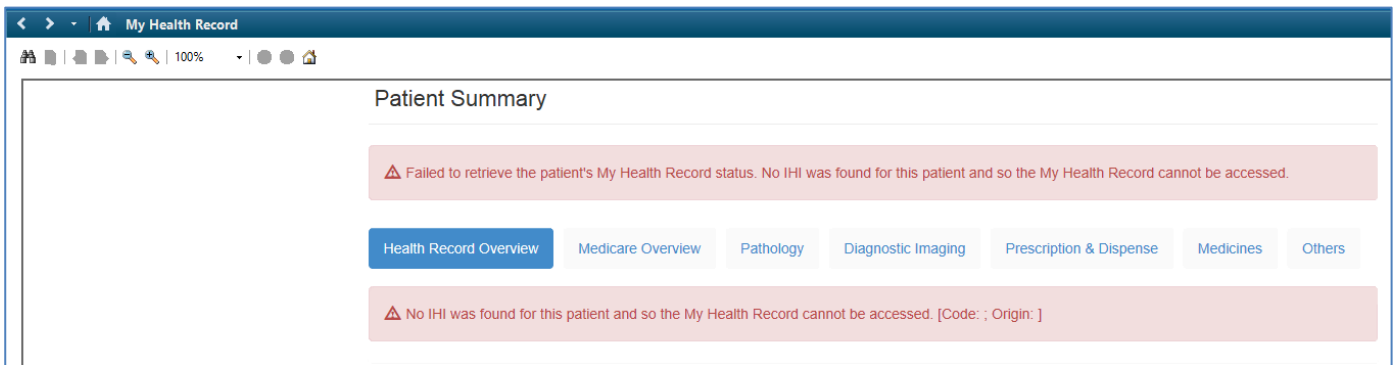 My Health Record
100%
Patient Summary
Failed to retrieve the patient's My Health Record status. No IHI was found for this patient and so the My Health Record cannot be accessed.
Health Record Overview Medicare Overview Pathology Diagnostic Imaging Prescription & Dispense Medicines Others
No IHI was found for this patient and so the My Health Record cannot be accessed. [Code: ; Origin: ]